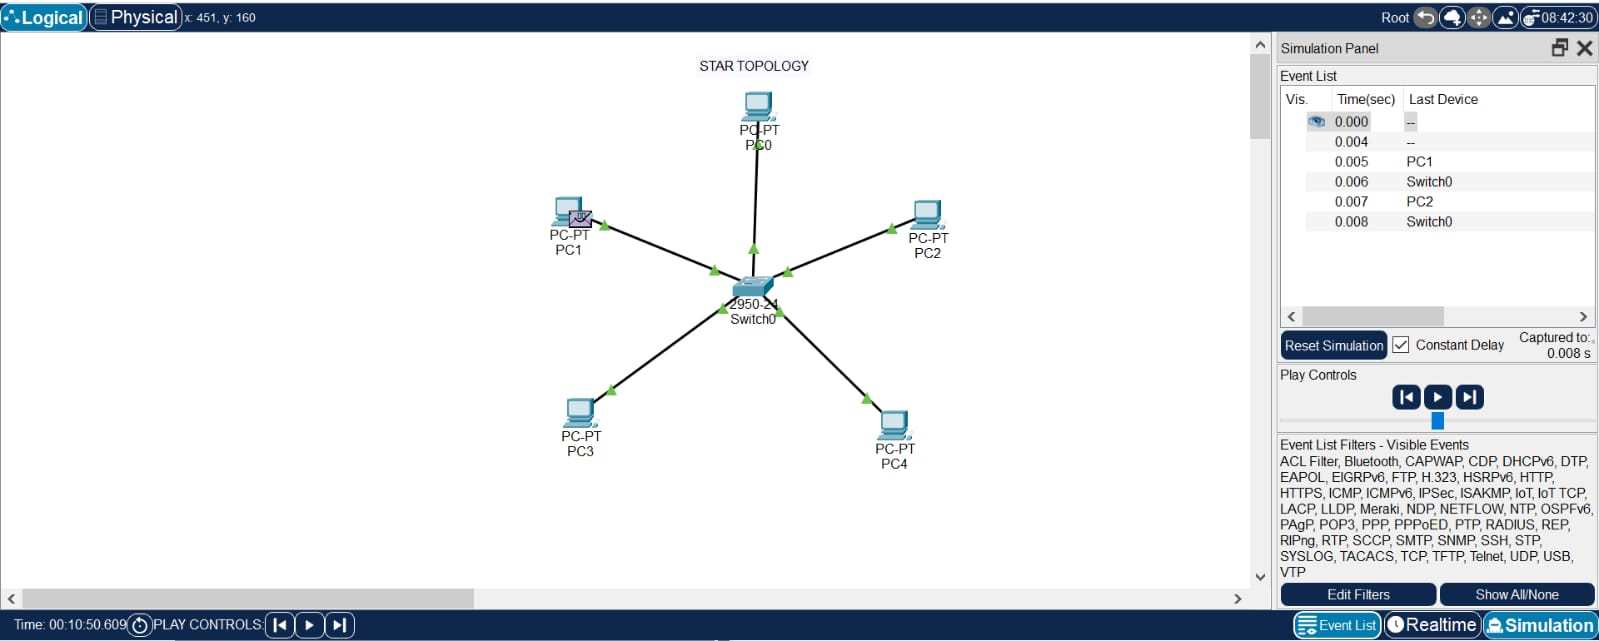 Logical Physical x: 451, y: 160 Root 08:42:30
STAR TOPOLOGY
PC-PT
PC0
PC-PT
PC1
PC-PT
PC2
2950-24
Switch0
PC-PT
PC3
PC-PT
PC4
Simulation Panel
Event List
Vis. Time(sec) Last Device
0.000 --
0.004 --
0.005 PC1
0.006 Switch0
0.007 PC2
0.008 Switch0
Reset Simulation Constant Delay Captured to:
0.008 s
Play Controls
Event List Filters - Visible Events
ACL Filter, Bluetooth, CAPWAP, CDP, DHCPv6, DTP,
EAPOL, EIGRPv6, FTP, H.323, HSRPv6, HTTP,
HTTPS, ICMP, ICMPv6, IPSec, ISAKMP, IoT, IoT TCP,
LACP, LLDP, Meraki, NDP, NETFLOW, NTP, OSPFv6,
PAgP, POP3, PPP, PPPoED, PTP, RADIUS, REP,
RIPng, RTP, SCCP, SMTP, SNMP, SSH, STP,
SYSLOG, TACACS, TCP, TFTP, Telnet, UDP, USB,
VTP
Edit Filters Show All/None
Time: 00:10:50.609 PLAY CONTROLS: Event List Realtime Simulation